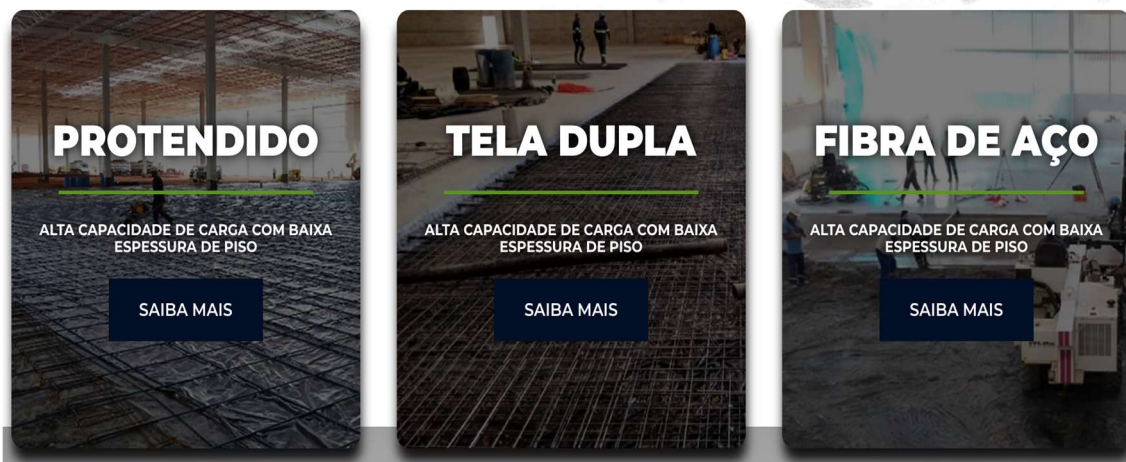 PROTENDIDO
ALTA CAPACIDADE DE CARGA COM BAIXA
ESPESSURA DE PISO
SAIBA MAIS
TELA DUPLA
ALTA CAPACIDADE DE CARGA COM BAIXA
ESPESSURA DE PISO
SAIBA MAIS
FIBRA DE AÇO
ALTA CAPACIDADE DE CARGA COM BAIXA
ESPESSURA DE PISO
SAIBA MAIS